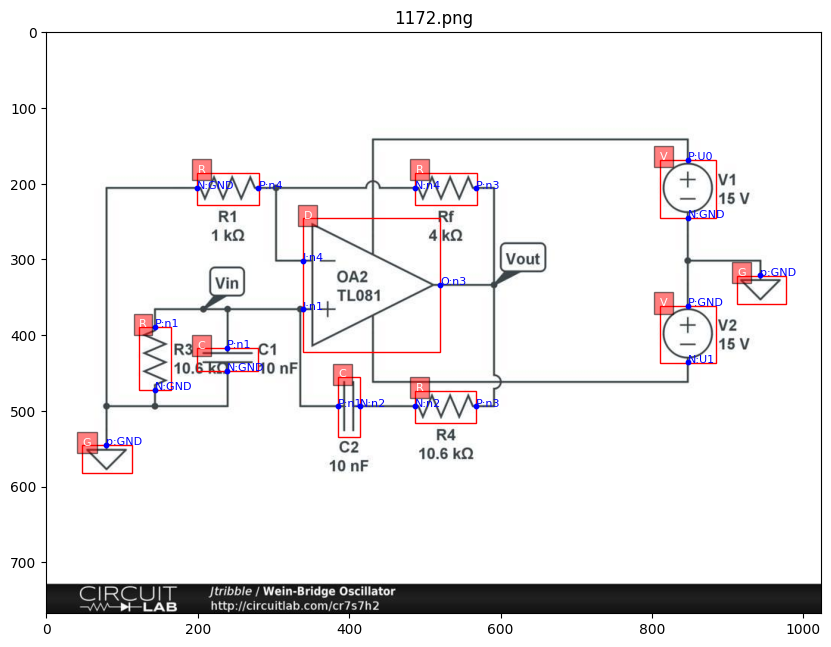 1172.png
0
100
200
300
400
500
600
700
0
200
400
600
800
1000
V
P:U0
V1
15 V
N:GND
R
N:GND
P:n4
R1
1 kΩ
R
N:n4
P:n3
Rf
4 kΩ
D
I:n4
OA2
TL081
O:n3
I:n1
Vout
Vin
G
p:GND
V
P:GND
V2
15 V
N:U1
R
P:n1
R3
10.6 kΩ
N:GND
C
P:n1
C1
10 nF
N:GND
C
P:n1
N:n2
C2
10 nF
R
N:n2
P:n3
R4
10.6 kΩ
G
p:GND
CIRCUIT
LAB
Jtribble / Wein-Bridge Oscillator
http://circuitlab.com/cr7s7h2